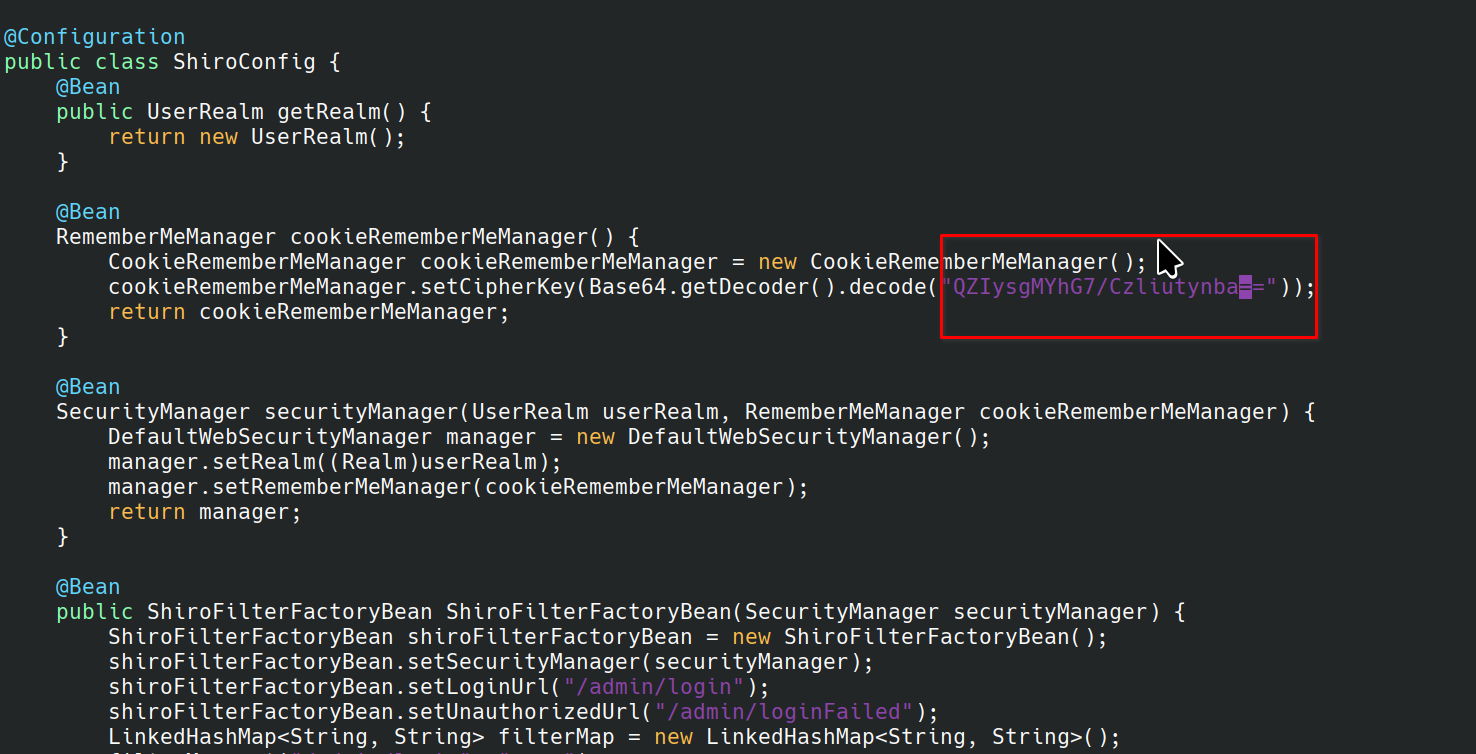 @Configuration
public class ShiroConfig {
    @Bean
    public UserRealm getRealm() {
        return new UserRealm();
    }

    @Bean
    RememberMeManager cookieRememberMeManager() {
        CookieRememberMeManager cookieRememberMeManager = new CookieRememberMeManager();
        cookieRememberMeManager.setCipherKey(Base64.getDecoder().decode("QZIysgMYhG7/CzIiutynba=="));
        return cookieRememberMeManager;
    }

    @Bean
    SecurityManager securityManager(UserRealm userRealm, RememberMeManager cookieRememberMeManager) {
        DefaultWebSecurityManager manager = new DefaultWebSecurityManager();
        manager.setRealm((Realm)userRealm);
        manager.setRememberMeManager(cookieRememberMeManager);
        return manager;
    }

    @Bean
    public ShiroFilterFactoryBean ShiroFilterFactoryBean(SecurityManager securityManager) {
        ShiroFilterFactoryBean shiroFilterFactoryBean = new ShiroFilterFactoryBean();
        shiroFilterFactoryBean.setSecurityManager(securityManager);
        shiroFilterFactoryBean.setLoginUrl("/admin/login");
        shiroFilterFactoryBean.setUnauthorizedUrl("/admin/loginFailed");
        LinkedHashMap<String, String> filterMap = new LinkedHashMap<String, String>();